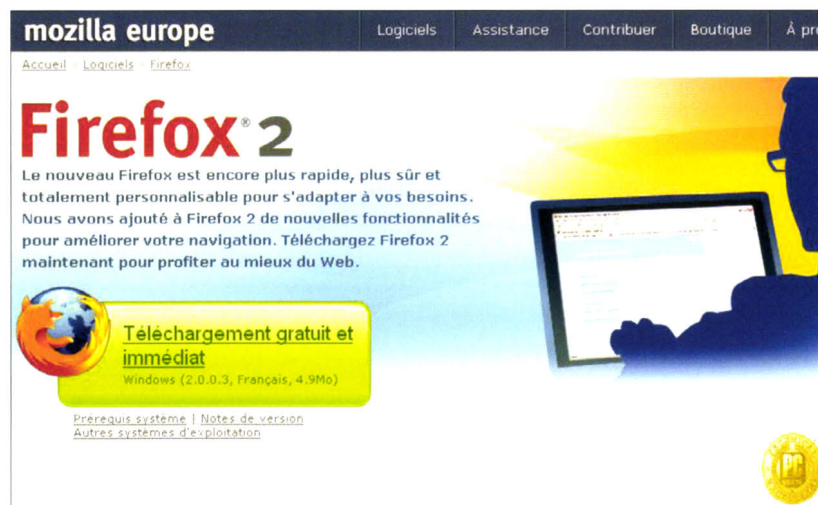 mozilla europe
Logiciels Assistance Contribuer Boutique À pr
Accueil Logiciels Firefox
Firefox® 2
Le nouveau Firefox est encore plus rapide, plus sûr et
totalement personnalisable pour s'adapter à vos besoins.
Nous avons ajouté à Firefox 2 de nouvelles fonctionnalités
pour améliorer votre navigation. Téléchargez Firefox 2
maintenant pour profiter au mieux du Web.
Téléchargement gratuit et
immédiat
Windows (2.0.0.3, Français, 4.9Mo)
Prérequis système | Notes de version
Autres systèmes d'exploitation
PC